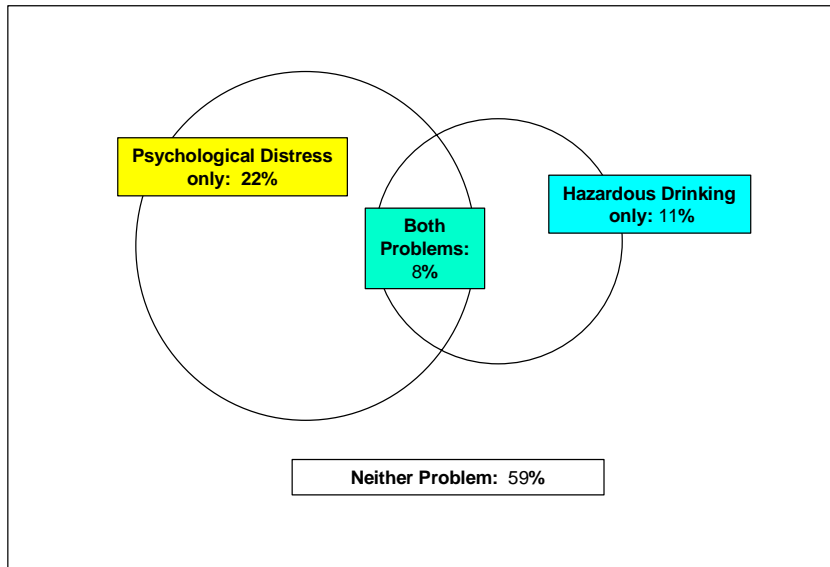 Psychological Distress
only: 22%
Hazardous Drinking
only: 11%
Both
Problems:
8%
Neither Problem: 59%